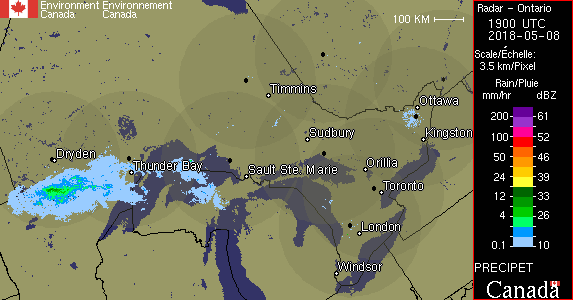 Environment Environnement
Canada Canada
100 KM
Timmins
Ottawa
Sudbury
Kingston
Dryden
Thunder Bay
Sault Ste. Marie
Orillia
Toronto
London
Windsor
Radar - Ontario
1900 UTC
2018-05-08
Scale/Échelle:
3.5 km/Pixel
Rain/Pluie
mm/hr dBZ
200 61
100 52
50 46
24 39
12 34
4 26
0.1 10
PRECIPET
Canada